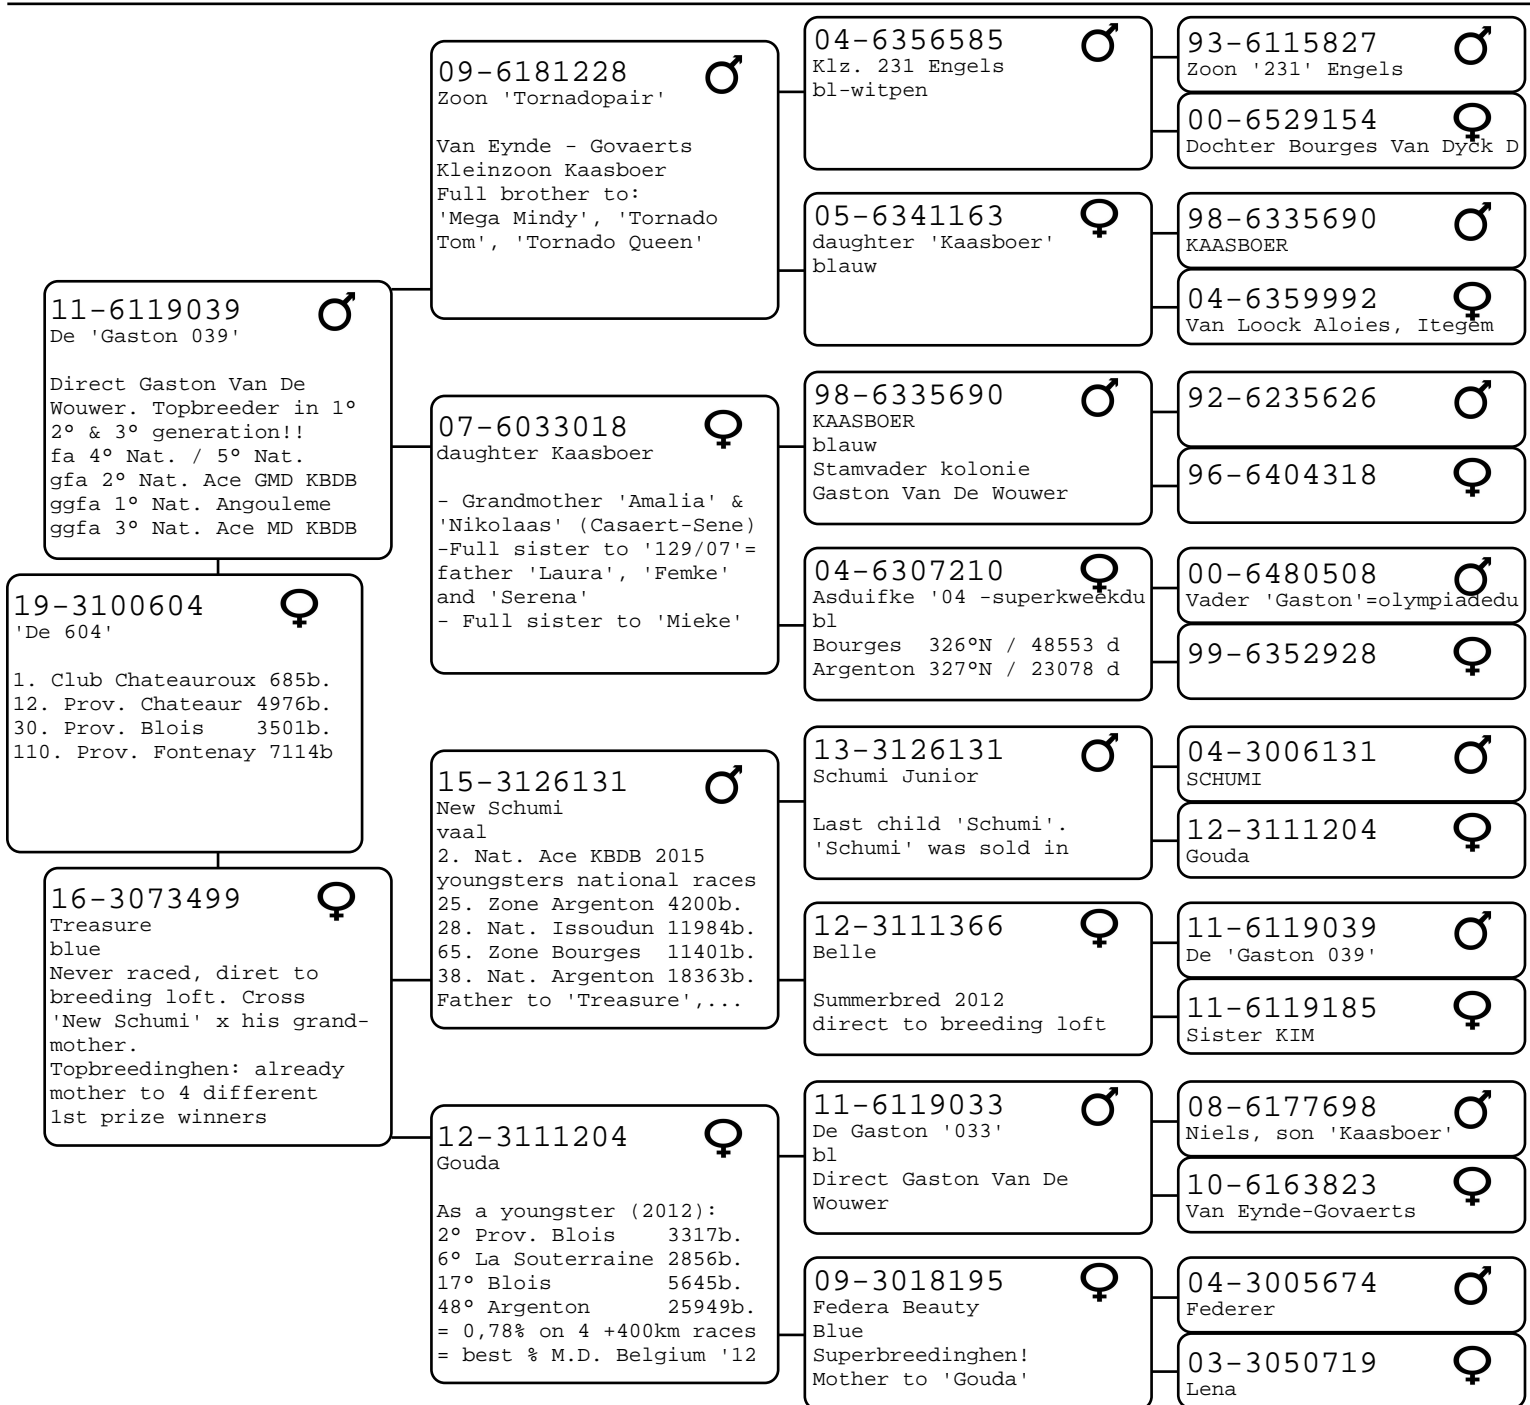 19-3100604
'De 604'
1. Club Chateauroux 685b.
12. Prov. Chateaur 4976b.
30. Prov. Blois    3501b.
110. Prov. Fontenay 7114b
11-6119039
De 'Gaston 039'
Direct Gaston Van De
Wouwer. Topbreeder in 1°
2° & 3° generation!!
fa 4° Nat. / 5° Nat.
gfa 2° Nat. Ace GMD KBDB
ggfa 1° Nat. Angouleme
ggfa 3° Nat. Ace MD KBDB
16-3073499
Treasure
blue
Never raced, diret to
breeding loft. Cross
'New Schumi' x his grand-
mother.
Topbreedinghen: already
mother to 4 different
1st prize winners
09-6181228
Zoon 'Tornadopair'
Van Eynde - Govaerts
Kleinzoon Kaasboer
Full brother to:
'Mega Mindy', 'Tornado
Tom', 'Tornado Queen'
07-6033018
daughter Kaasboer
- Grandmother 'Amalia' &
'Nikolaas' (Casaert-Sene)
-Full sister to '129/07'=
father 'Laura', 'Femke'
and 'Serena'
- Full sister to 'Mieke'
15-3126131
New Schumi
vaal
2. Nat. Ace KBDB 2015
youngsters national races
25. Zone Argenton 4200b.
28. Nat. Issoudun 11984b.
65. Zone Bourges  11401b.
38. Nat. Argenton 18363b.
Father to 'Treasure',...
12-3111204
Gouda
As a youngster (2012):
2° Prov. Blois    3317b.
6° La Souterraine 2856b.
17° Blois         5645b.
48° Argenton      25949b.
= 0,78% on 4 +400km races
= best % M.D. Belgium '12
04-6356585
Klz. 231 Engels
bl-witpen
05-6341163
daughter 'Kaasboer'
blauw
98-6335690
KAASBOER
blauw
Stamvader kolonie
Gaston Van De Wouwer
04-6307210
Asduifke '04 -superkweekdu
bl
Bourges  326°N / 48553 d
Argenton 327°N / 23078 d
13-3126131
Schumi Junior
Last child 'Schumi'.
'Schumi' was sold in
12-3111366
Belle
Summerbred 2012
direct to breeding loft
11-6119033
De Gaston '033'
bl
Direct Gaston Van De
Wouwer
09-3018195
Federa Beauty
Blue
Superbreedinghen!
Mother to 'Gouda'
93-6115827
Zoon '231' Engels
00-6529154
Dochter Bourges Van Dyck D
98-6335690
KAASBOER
04-6359992
Van Loock Aloies, Itegem
92-6235626
96-6404318
00-6480508
Vader 'Gaston'=olympiadedu
99-6352928
04-3006131
SCHUMI
12-3111204
Gouda
11-6119039
De 'Gaston 039'
11-6119185
Sister KIM
08-6177698
Niels, son 'Kaasboer'
10-6163823
Van Eynde-Govaerts
04-3005674
Federer
03-3050719
Lena